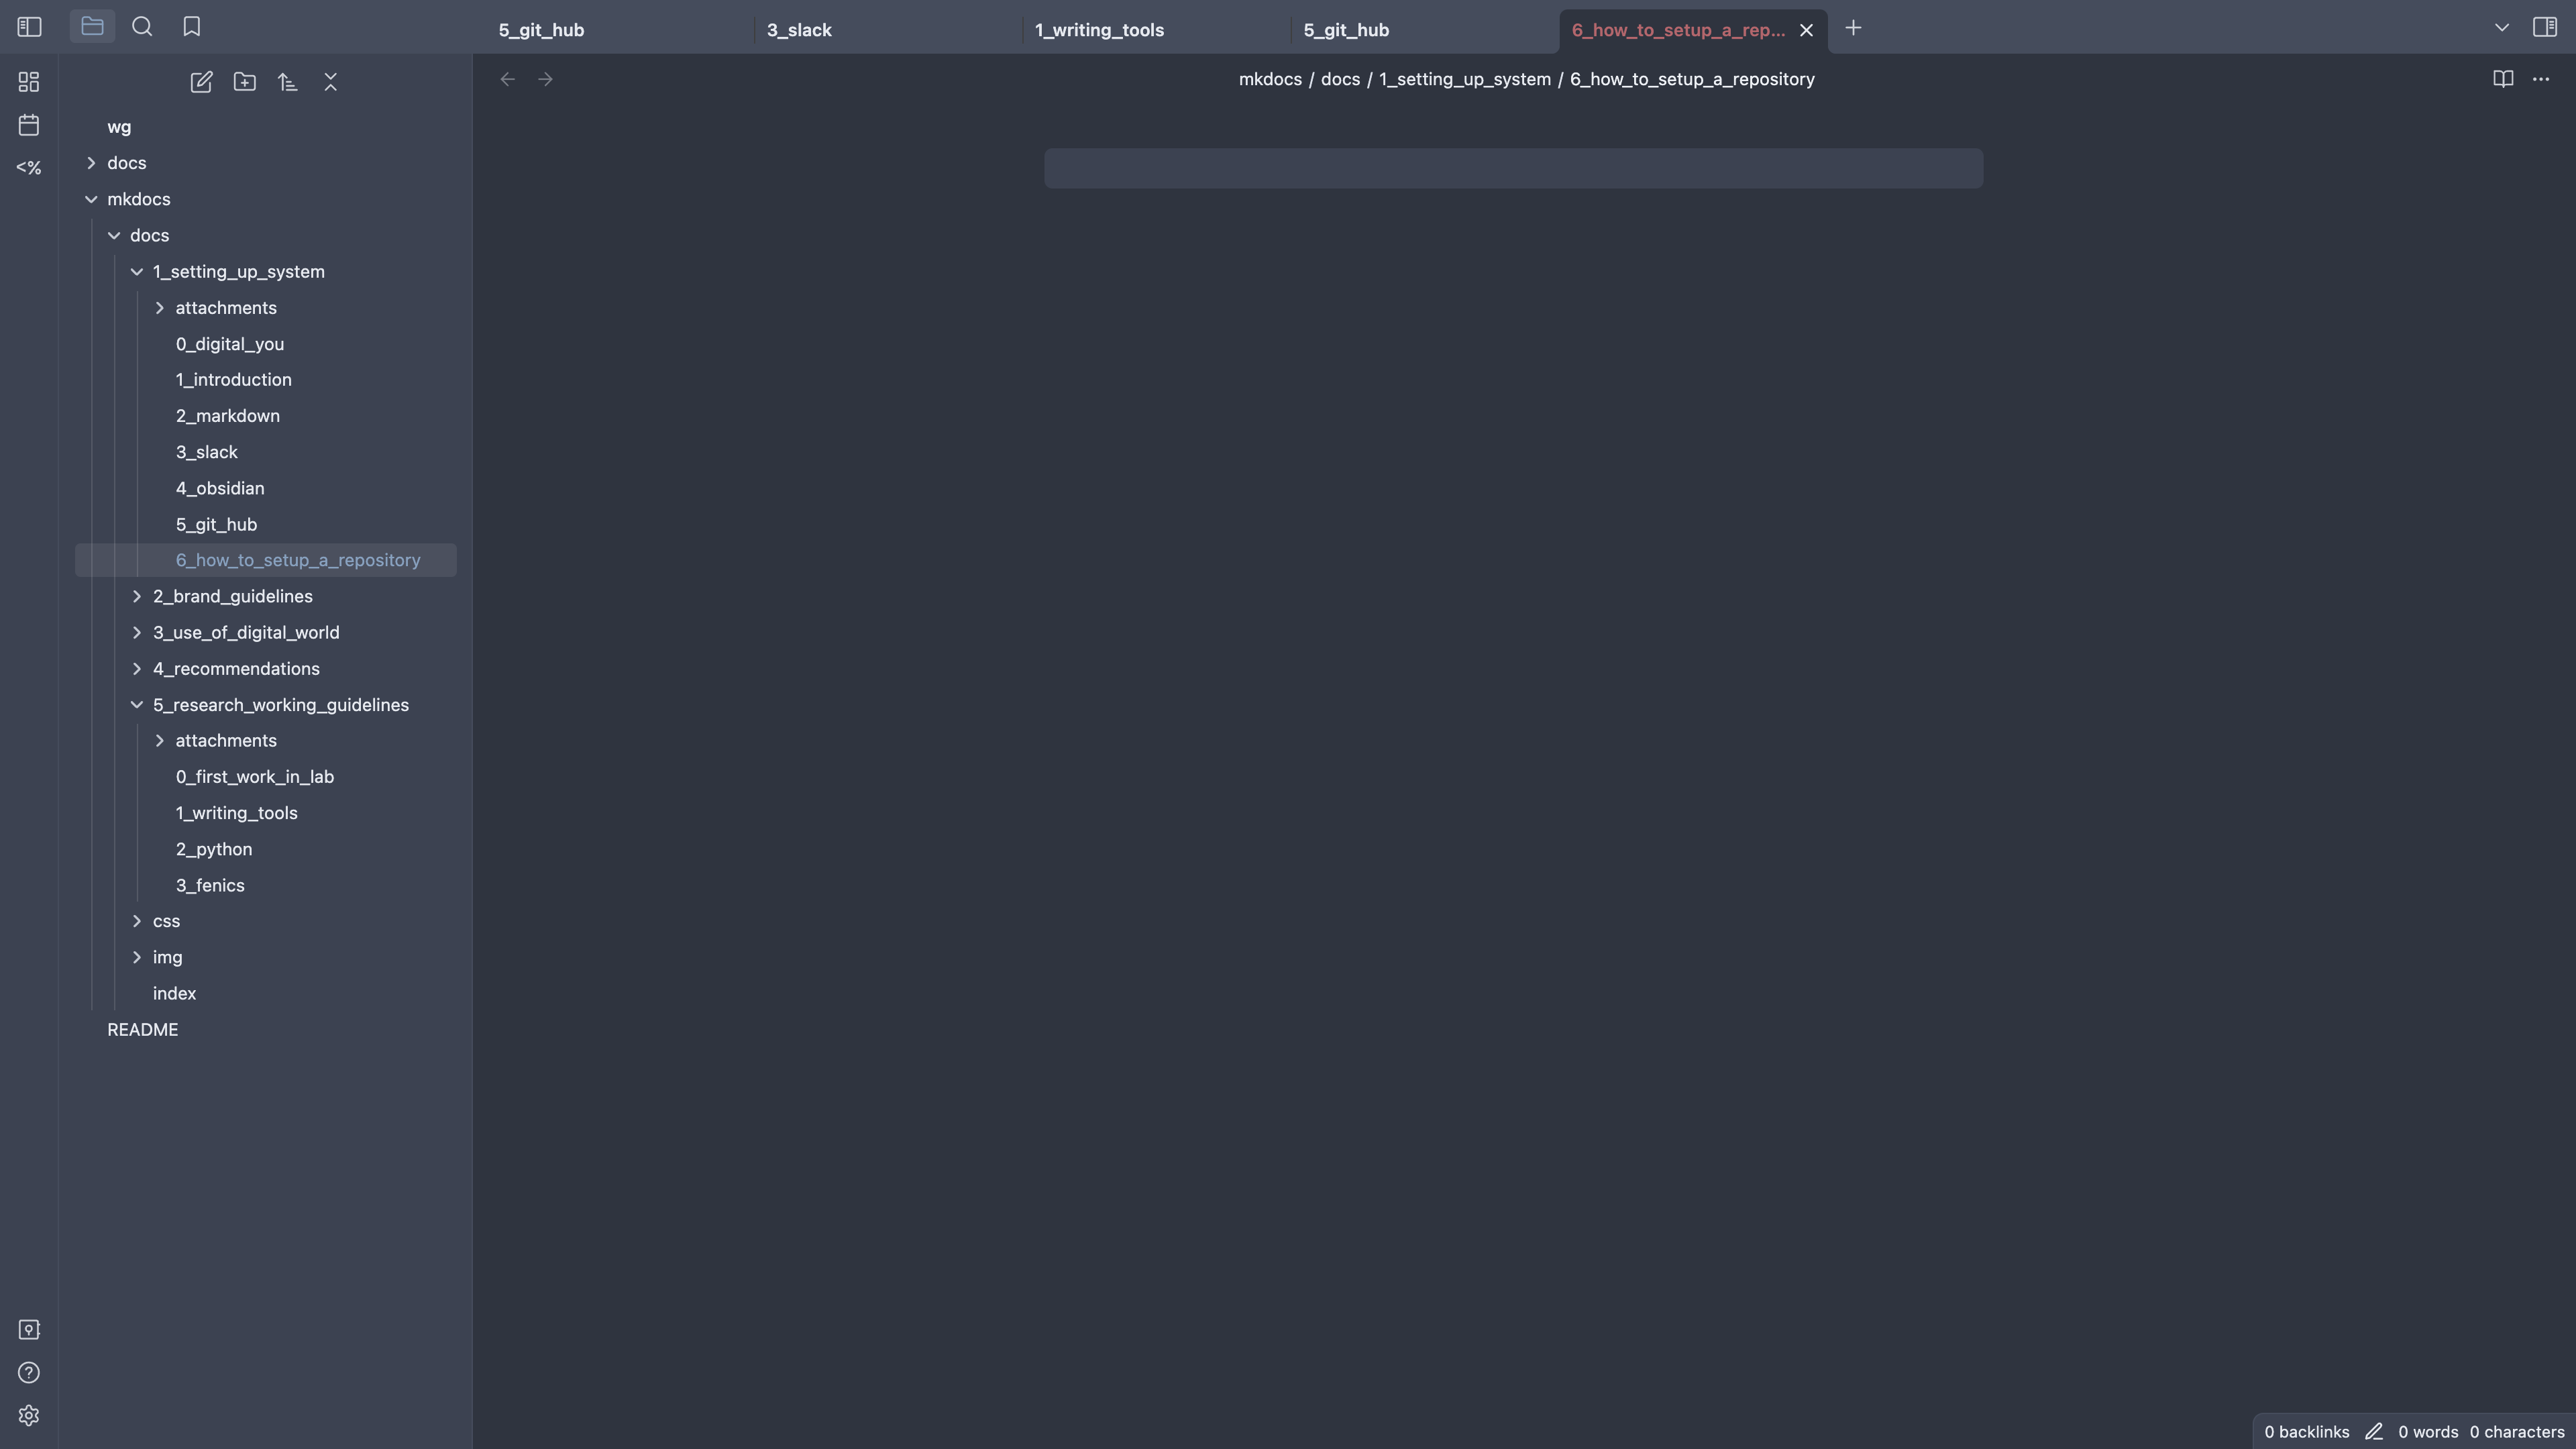 5_git_hub
3_slack
1_writing_tools
5_git_hub
6_how_to_setup_a_rep...
mkdocs / docs / 1_setting_up_system / 6_how_to_setup_a_repository
<%
wg
docs
mkdocs
docs
1_setting_up_system
attachments
0_digital_you
1_introduction
2_markdown
3_slack
4_obsidian
5_git_hub
6_how_to_setup_a_repository
2_brand_guidelines
3_use_of_digital_world
4_recommendations
5_research_working_guidelines
attachments
0_first_work_in_lab
1_writing_tools
2_python
3_fenics
css
img
index
README
0 backlinks 0 words 0 characters